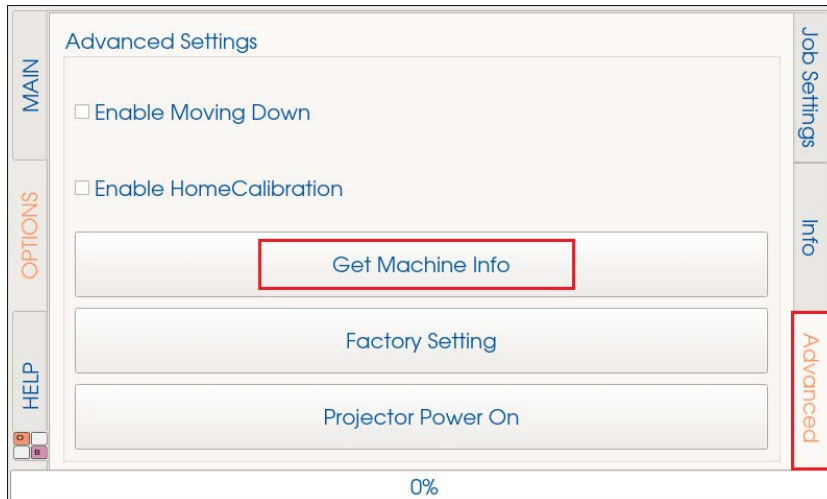 MAIN
OPTIONS
HELP
O
B
Advanced Settings
Enable Moving Down
Enable HomeCalibration
Get Machine Info
Factory Setting
Projector Power On
Job Settings
Info
Advanced
0%